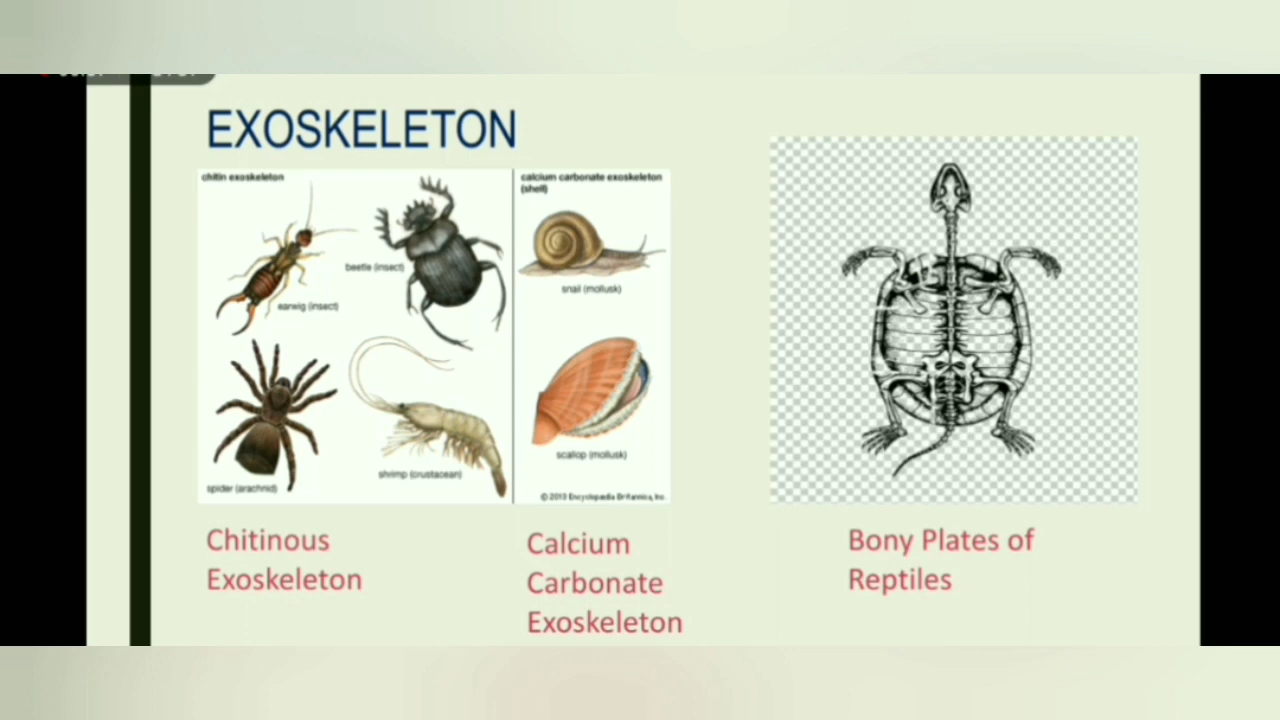 EXOSKELETON
chitin exoskeleton
calcium carbonate exoskeleton
(shell)
beetle (insect)
earwig (insect)
snail (mollusk)
spider (arachnid)
shrimp (crustacean)
scallop (mollusk)
© 2013 Encyclopædia Britannica, Inc.
Chitinous
Exoskeleton
Calcium
Carbonate
Exoskeleton
Bony Plates of
Reptiles